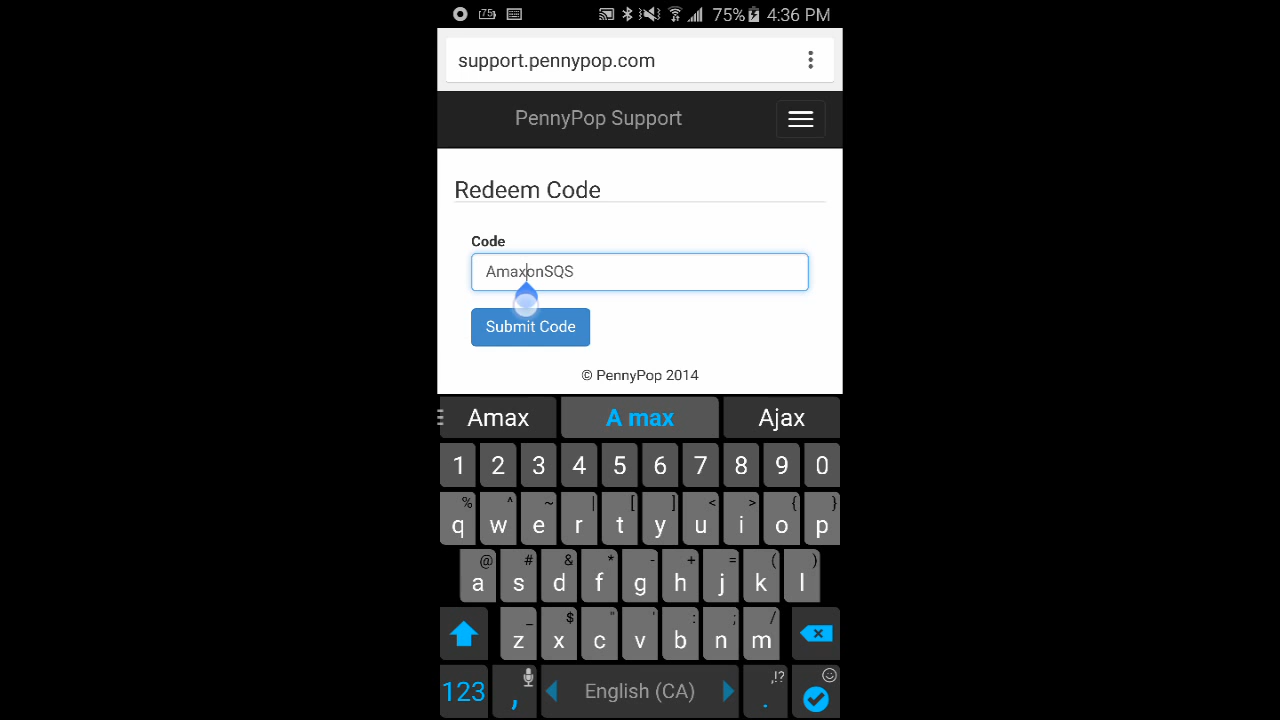 75 75% 4:36 PM
support.pennypop.com
PennyPop Support
Redeem Code
Code
AmaxonSQS
Submit Code
© PennyPop 2014
Amax A max Ajax
1 2 3 4 5 6 7 8 9 0
% ^ ~ | [ ] < > { }
q w e r t y u i o p
@ # & * - + = ( )
a s d f g h j k l
_ $ " ' : ; /
z x c v b n m
,!?
123 , English (CA) .